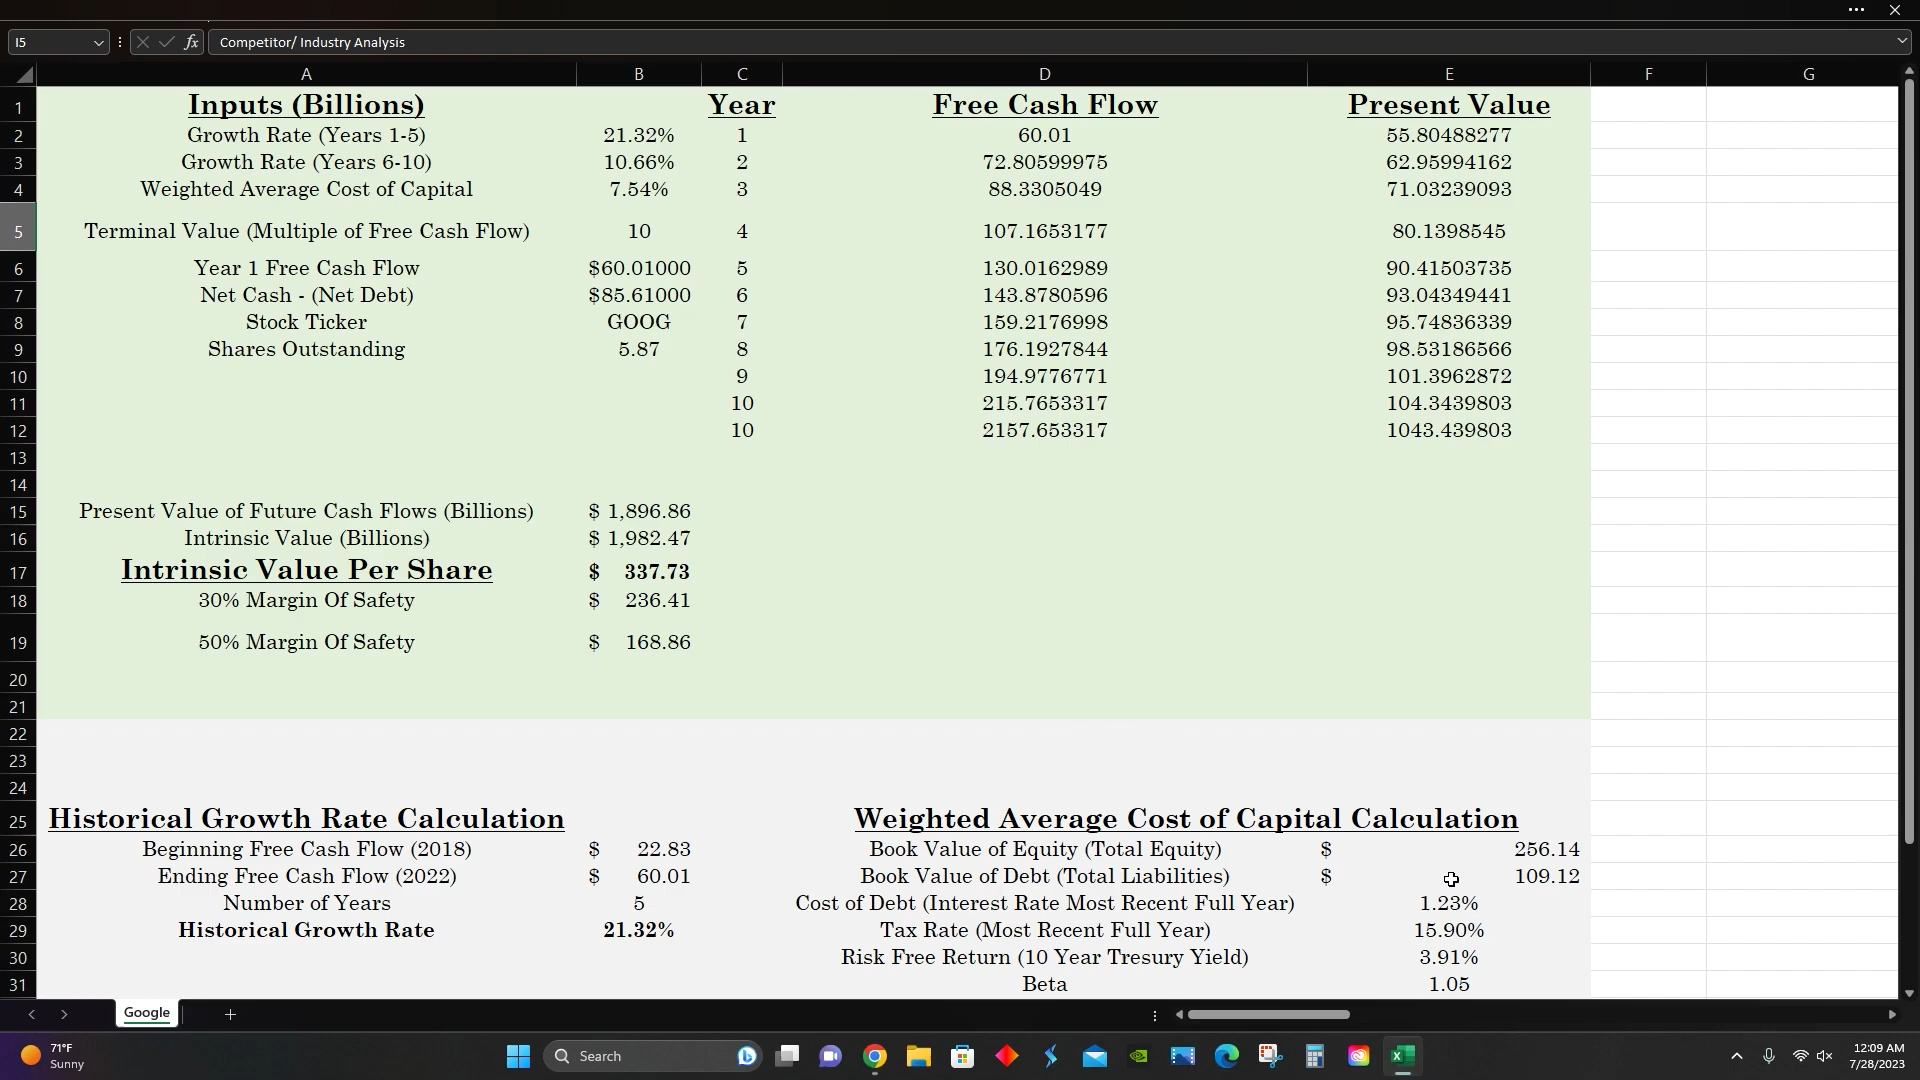 I5 fx Competitor/ Industry Analysis
A B C D E F G
1 Inputs (Billions) Year Free Cash Flow Present Value
2 Growth Rate (Years 1-5) 21.32% 1 60.01 55.80488277
3 Growth Rate (Years 6-10) 10.66% 2 72.80599975 62.95994162
4 Weighted Average Cost of Capital 7.54% 3 88.3305049 71.03239093
5 Terminal Value (Multiple of Free Cash Flow) 10 4 107.1653177 80.1398545
6 Year 1 Free Cash Flow $60.01000 5 130.0162989 90.41503735
7 Net Cash - (Net Debt) $85.61000 6 143.8780596 93.04349441
8 Stock Ticker GOOG 7 159.2176998 95.74836339
9 Shares Outstanding 5.87 8 176.1927844 98.53186566
10 9 194.9776771 101.3962872
11 10 215.7653317 104.3439803
12 10 2157.653317 1043.439803
13
14
15 Present Value of Future Cash Flows (Billions) $ 1,896.86
16 Intrinsic Value (Billions) $ 1,982.47
17 Intrinsic Value Per Share $ 337.73
18 30% Margin Of Safety $ 236.41
19 50% Margin Of Safety $ 168.86
20
21
22
23
24
25 Historical Growth Rate Calculation Weighted Average Cost of Capital Calculation
26 Beginning Free Cash Flow (2018) $ 22.83 Book Value of Equity (Total Equity) $ 256.14
27 Ending Free Cash Flow (2022) $ 60.01 Book Value of Debt (Total Liabilities) $ 109.12
28 Number of Years 5 Cost of Debt (Interest Rate Most Recent Full Year) 1.23%
29 Historical Growth Rate 21.32% Tax Rate (Most Recent Full Year) 15.90%
30 Risk Free Return (10 Year Tresury Yield) 3.91%
31 Beta 1.05
Google
71°F
Sunny
Search
12:09 AM
7/28/2023